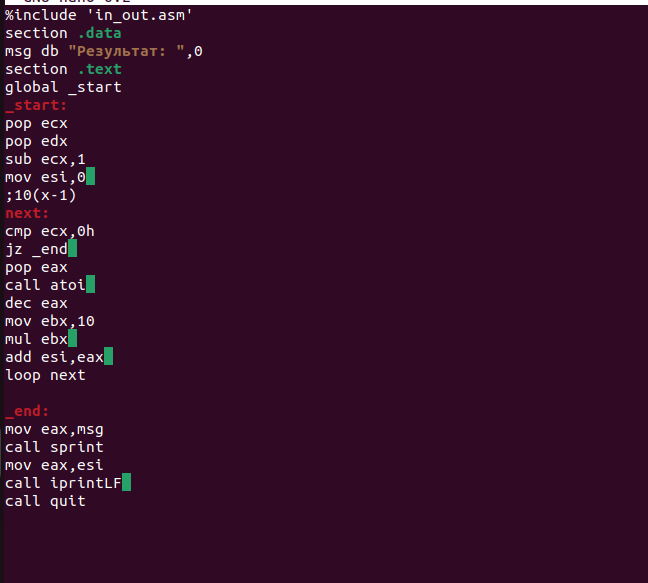 %include 'in_out.asm'
section .data
msg db "Результат: ",0
section .text
global _start
_start:
pop ecx
pop edx
sub ecx,1
mov esi,0
;10(x-1)
next:
cmp ecx,0h
jz _end
pop eax
call atoi
dec eax
mov ebx,10
mul ebx
add esi,eax
loop next
_end:
mov eax,msg
call sprint
mov eax,esi
call iprintLF
call quit